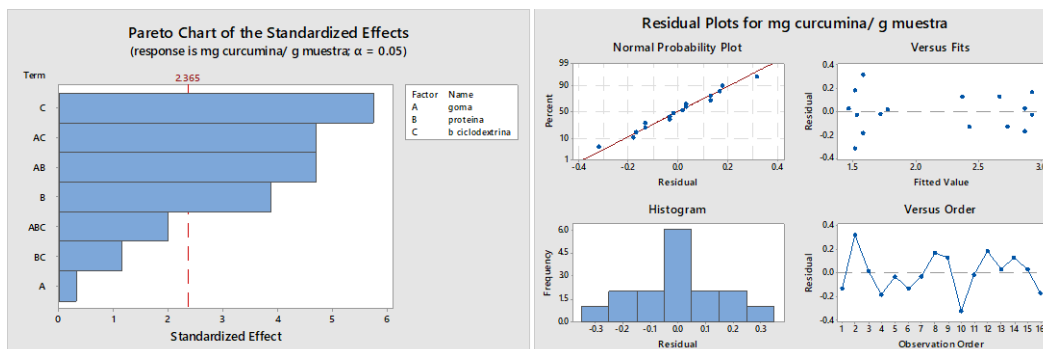 Pareto Chart of the Standardized Effects
(response is mg curcumina/ g muestra; α = 0.05)
Term
2.365
C
AC
AB
B
ABC
BC
A
0 1 2 3 4 5 6
Standardized Effect
Factor Name
A goma
B proteina
C b ciclodextrina
Residual Plots for mg curcumina/ g muestra
Normal Probability Plot
99
90
50
10
1
Percent
-0.4 -0.2 0.0 0.2 0.4
Residual
Versus Fits
0.4
0.2
0.0
-0.2
-0.4
Residual
1.5 2.0 2.5 3.0
Fitted Value
Histogram
6.0
4.5
3.0
1.5
0.0
Frequency
-0.3 -0.2 -0.1 0.0 0.1 0.2 0.3
Residual
Versus Order
0.4
0.2
0.0
-0.2
-0.4
Residual
1 2 3 4 5 6 7 8 9 10 11 12 13 14 15 16
Observation Order